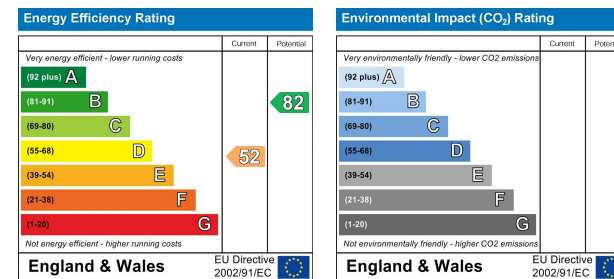 Energy Efficiency Rating
Current Potential
Very energy efficient - lower running costs
(92 plus) A
(81-91) B
82
(69-80) C
(55-68) D
52
(39-54) E
(21-38) F
(1-20) G
Not energy efficient - higher running costs
England & Wales
EU Directive
2002/91/EC
Environmental Impact (CO₂) Rating
Current
Very environmentally friendly - lower CO2 emissions
(92 plus) A
(81-91) B
(69-80) C
(55-68) D
(39-54) E
(21-38) F
(1-20) G
Not environmentally friendly - higher CO2 emissions
England & Wales
EU Directive
2002/91/EC